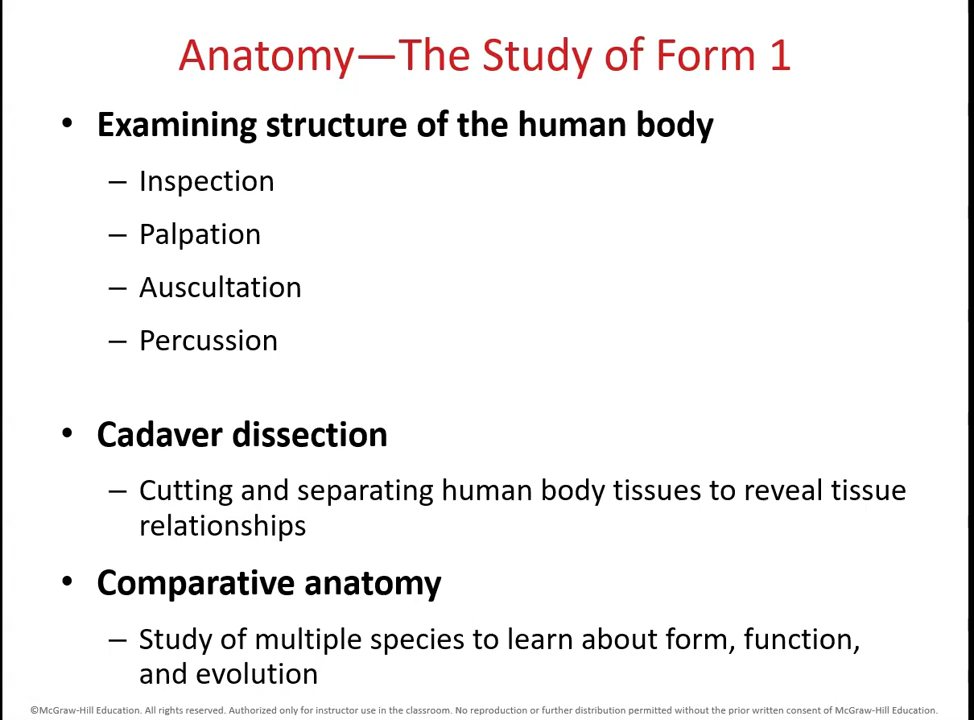 Anatomy—The Study of Form 1
• Examining structure of the human body
– Inspection
– Palpation
– Auscultation
– Percussion
• Cadaver dissection
– Cutting and separating human body tissues to reveal tissue
relationships
• Comparative anatomy
– Study of multiple species to learn about form, function,
and evolution
©McGraw-Hill Education. All rights reserved. Authorized only for instructor use in the classroom. No reproduction or further distribution permitted without the prior written consent of McGraw-Hill Education.